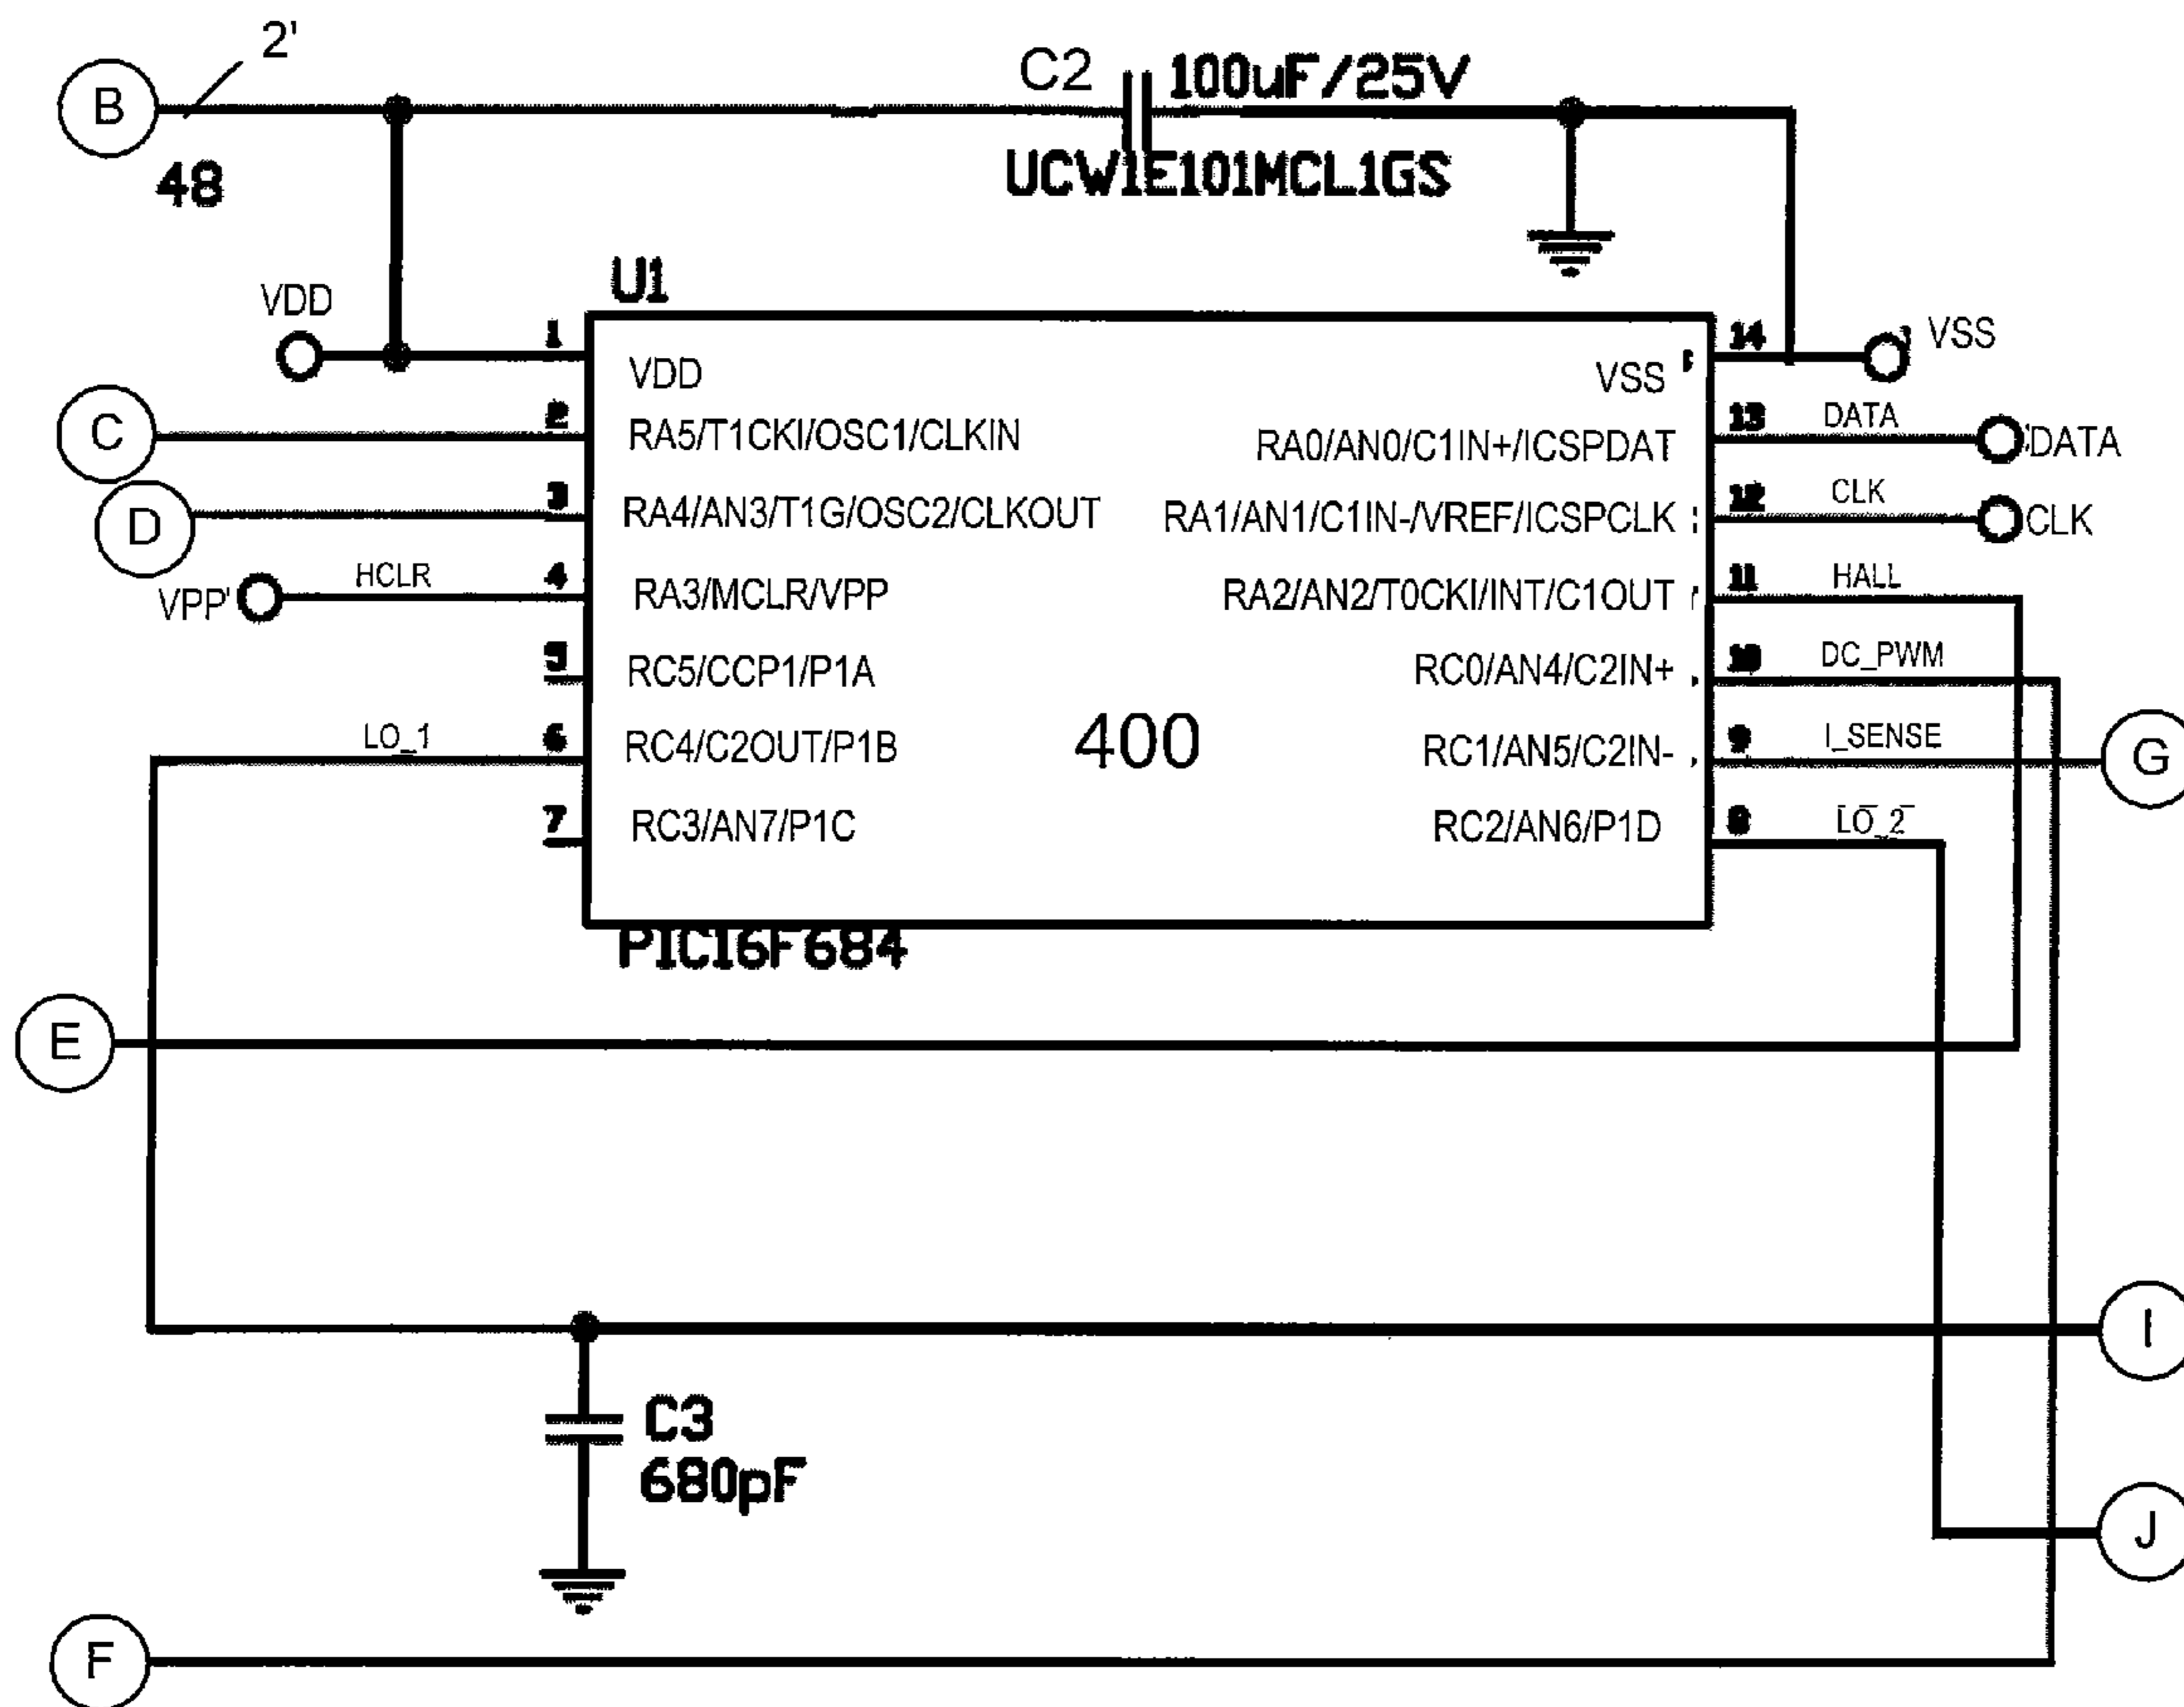 2'
B
C2
100uF/25V
48
UCW1E101MCL1GS
U1
VDD
1
14
VSS
VDD
VSS
C
2
RA5/T1CKI/OSC1/CLKIN
RA0/AN0/C1IN+/ICSPDAT
13
DATA
DATA
D
3
RA4/AN3/T1G/OSC2/CLKOUT
RA1/AN1/C1IN-/VREF/ICSPCLK
12
CLK
CLK
VPP'
HCLR
4
RA3/MCLR/VPP
RA2/AN2/T0CKI/INT/C1OUT
11
HALL
5
RC5/CCP1/P1A
RC0/AN4/C2IN+
10
DC_PWM
LO_1
6
RC4/C2OUT/P1B
400
RC1/AN5/C2IN-
9
I_SENSE
G
7
RC3/AN7/P1C
RC2/AN6/P1D
8
LO_2
PIC16F684
E
I
C3
680pF
J
F